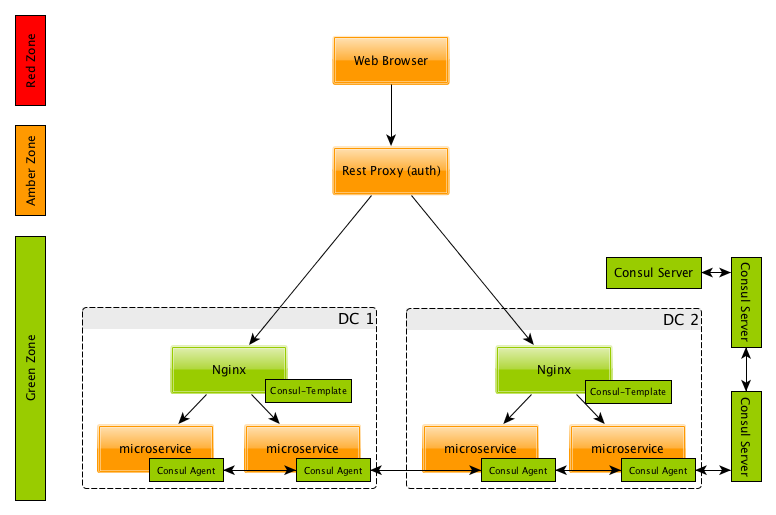 Red Zone
Web Browser
Amber Zone
Rest Proxy (auth)
Green Zone
Consul Server
Consul Server
DC 1
DC 2
Nginx
Consul-Template
Nginx
Consul-Template
Consul Server
microservice
Consul Agent
microservice
Consul Agent
microservice
Consul Agent
microservice
Consul Agent